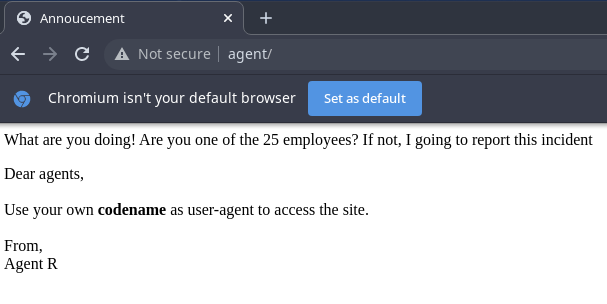 Annoucement
Not secure agent/
Chromium isn't your default browser Set as default
What are you doing! Are you one of the 25 employees? If not, I going to report this incident
Dear agents,
Use your own codename as user-agent to access the site.
From,
Agent R